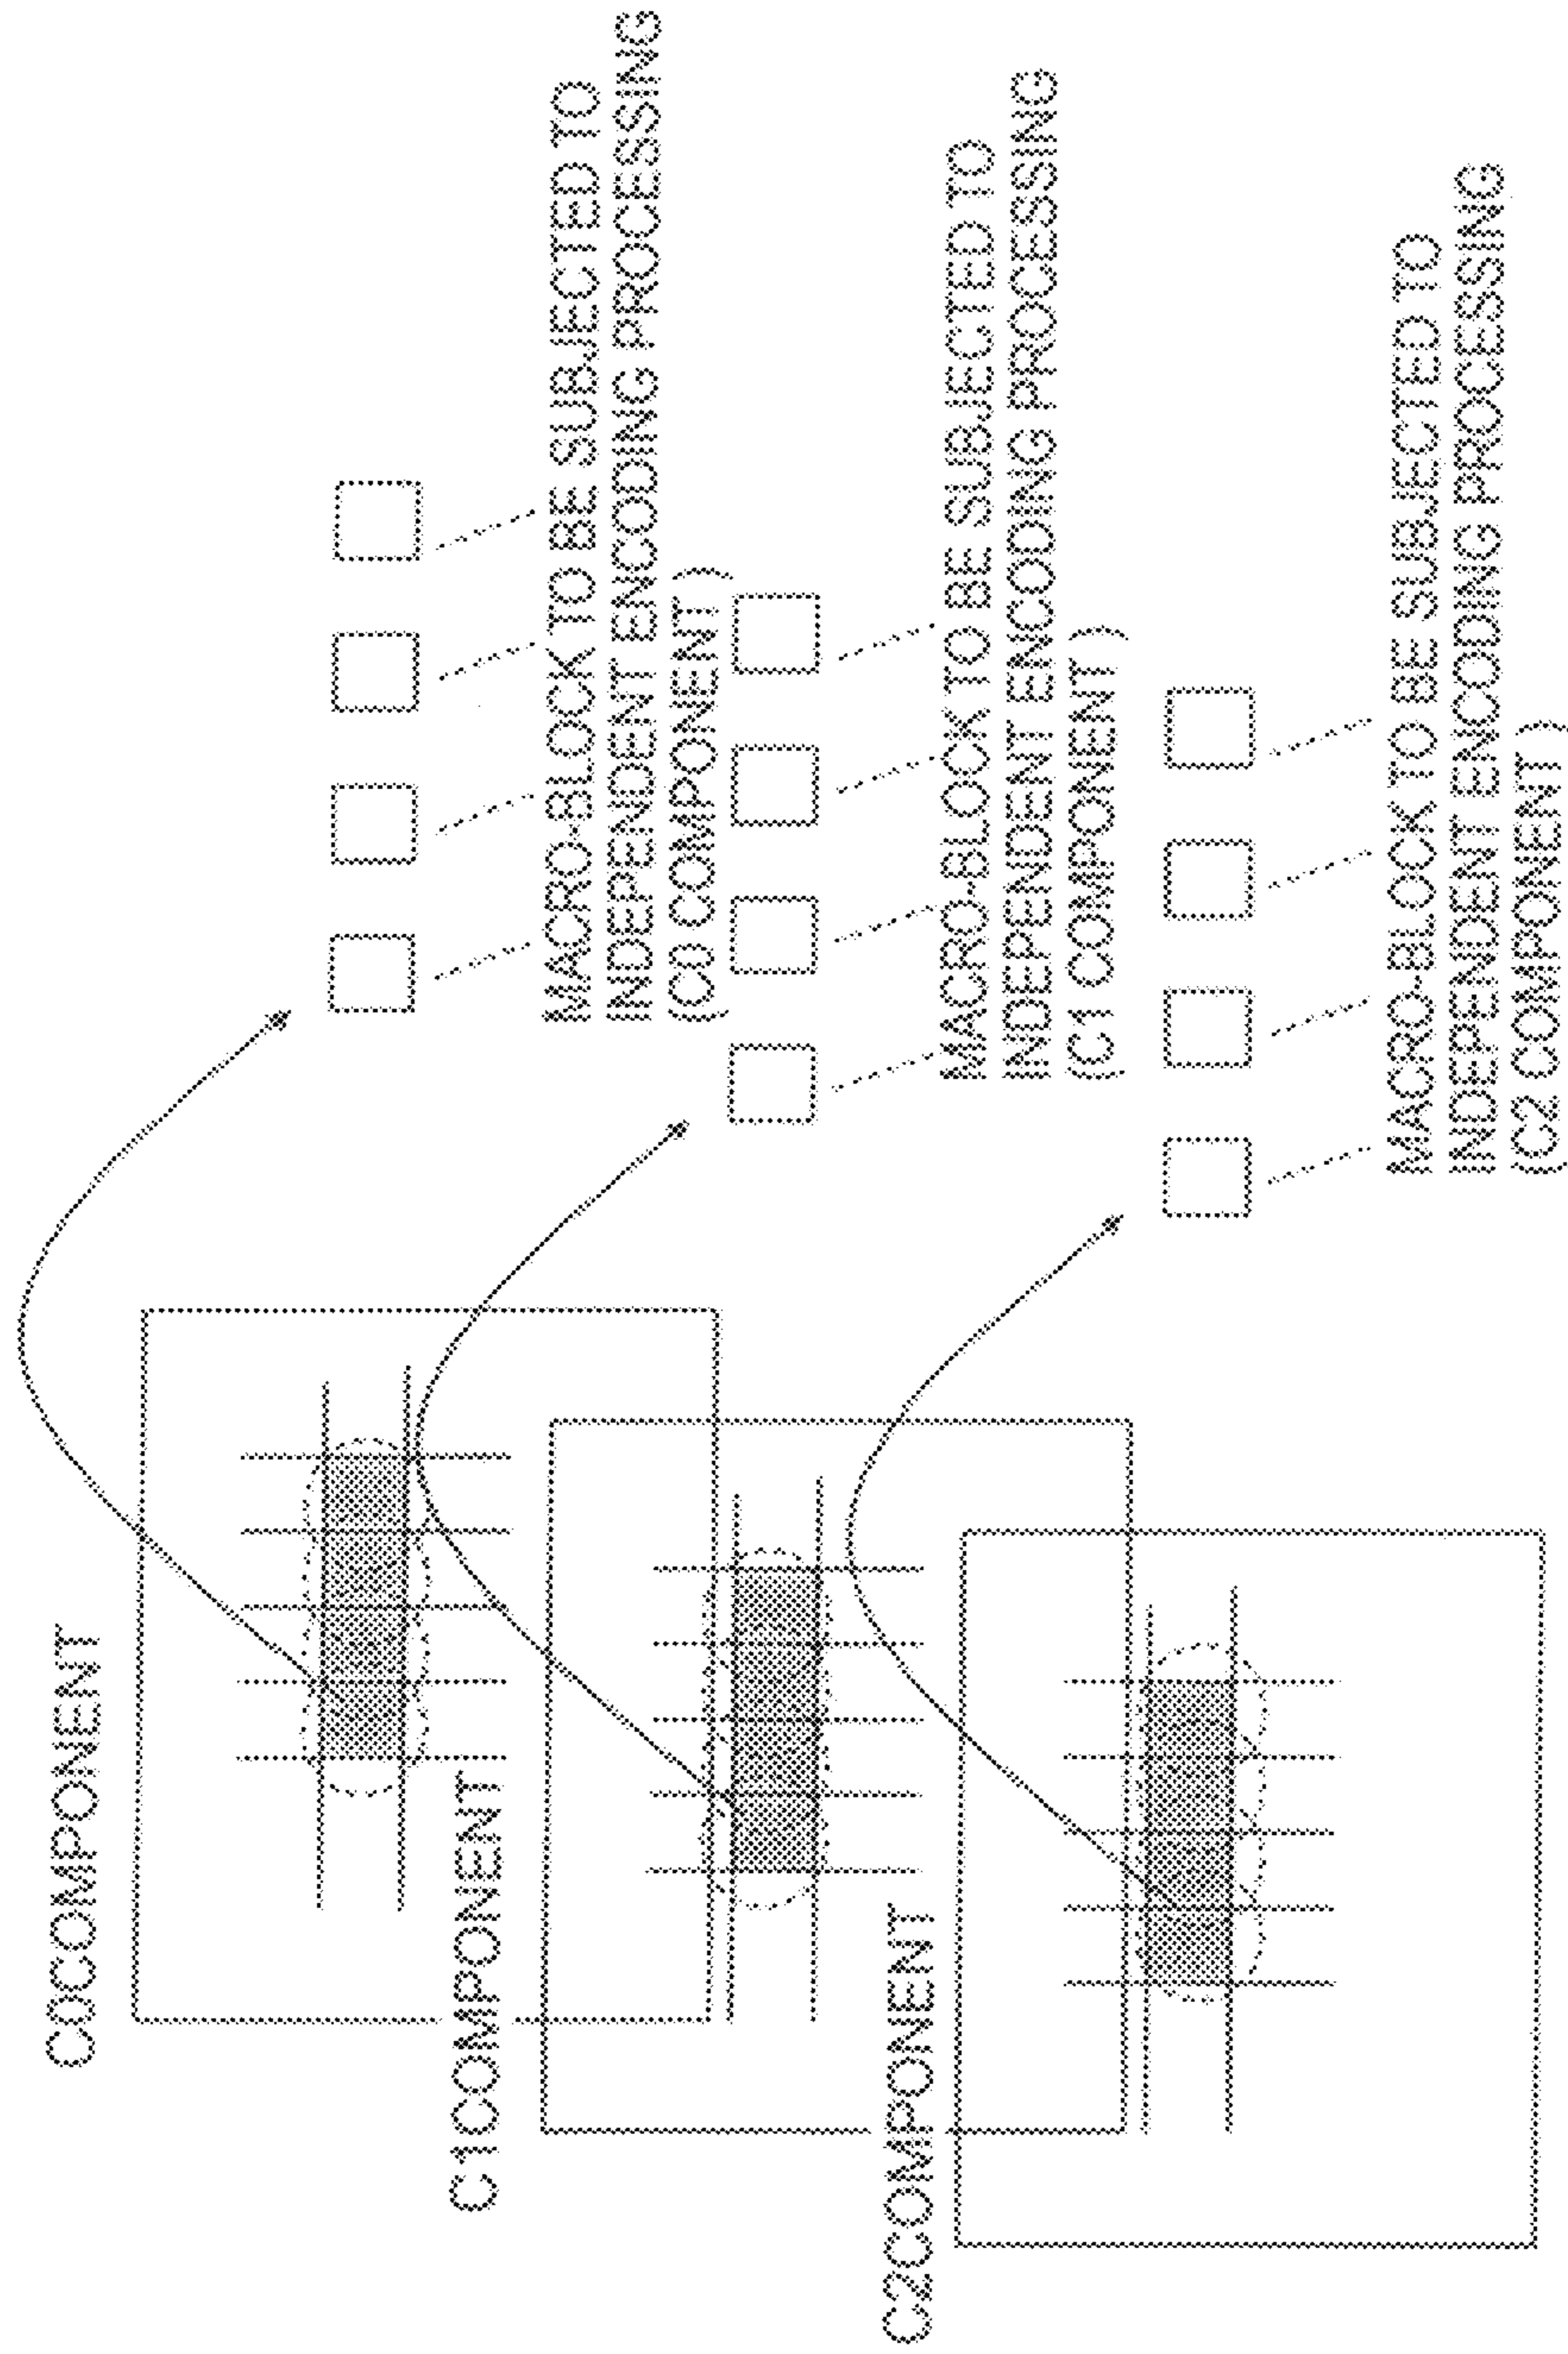 C0COMPONENT
MACRO-BLOCK TO BE SUBJECTED TO
INDEPENDENT ENCODING PROCESSING
(C0 COMPONENT )
C1COMPONENT
MACRO-BLOCK TO BE SUBJECTED TO
INDEPENDENT ENCODING PROCESSING
(C1 COMPONENT )
C2COMPONENT
MACRO-BLOCK TO BE SUBJECTED TO
INDEPENDENT ENCODING PROCESSING
(C2 COMPONENT )